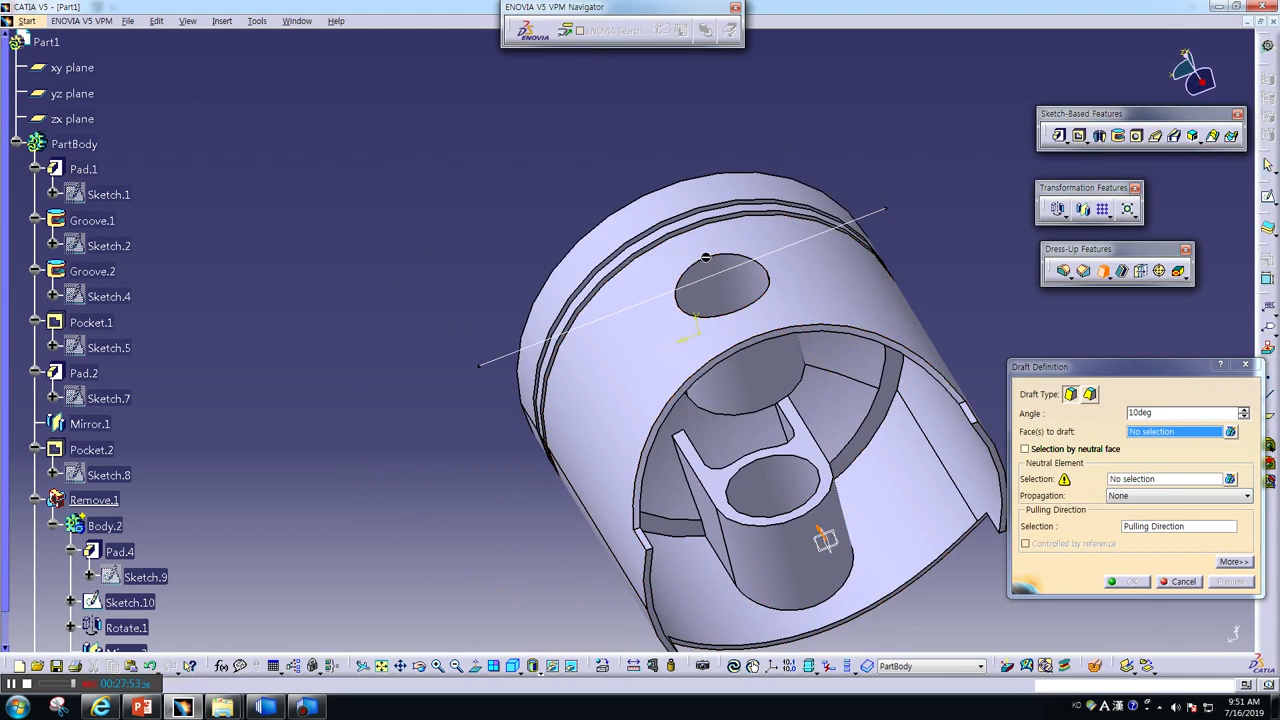 CATIA V5 - [Part1]
ENOVIA V5 VPM Navigator
Start
ENOVIA V5 VPM
File
Edit
View
Insert
Tools
Window
Help
ENOVIA
ENOVIA Search...
Part1
xy plane
yz plane
zx plane
PartBody
Pad.1
Sketch.1
Groove.1
Sketch.2
Groove.2
Sketch.4
Pocket.1
Sketch.5
Pad.2
Sketch.7
Mirror.1
Pocket.2
Sketch.8
Remove.1
Body.2
Pad.4
Sketch.9
Sketch.10
Rotate.1
Sketch-Based Features
Transformation Features
Dress-Up Features
Draft Definition
Draft Type:
Angle :
10deg
Face(s) to draft:
No selection
Selection by neutral face
Neutral Element
Selection:
No selection
Propagation:
None
Pulling Direction
Selection :
Pulling Direction
Controlled by reference
More>>
OK
Cancel
Preview
PartBody
CATIA
00:27:53:26
KO
9:51 AM
7/16/2019